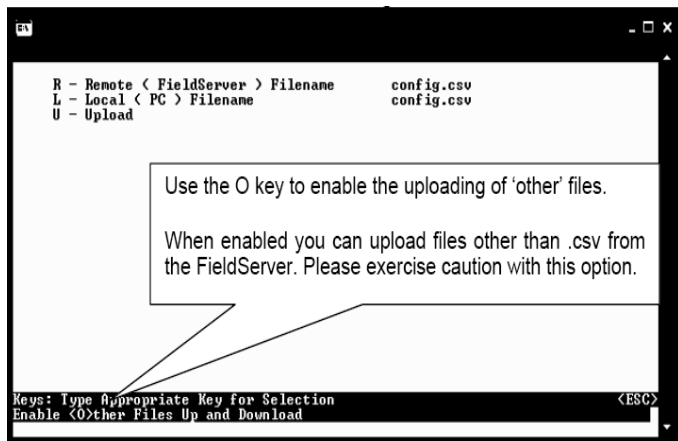 R - Remote ( FieldServer ) Filename config.csv
L - Local ( PC ) Filename config.csv
U - Upload
Use the O key to enable the uploading of ‘other’ files.
When enabled you can upload files other than .csv from
the FieldServer. Please exercise caution with this option.
Keys: Type Appropriate Key for Selection <ESC>
Enable <O>ther Files Up and Download